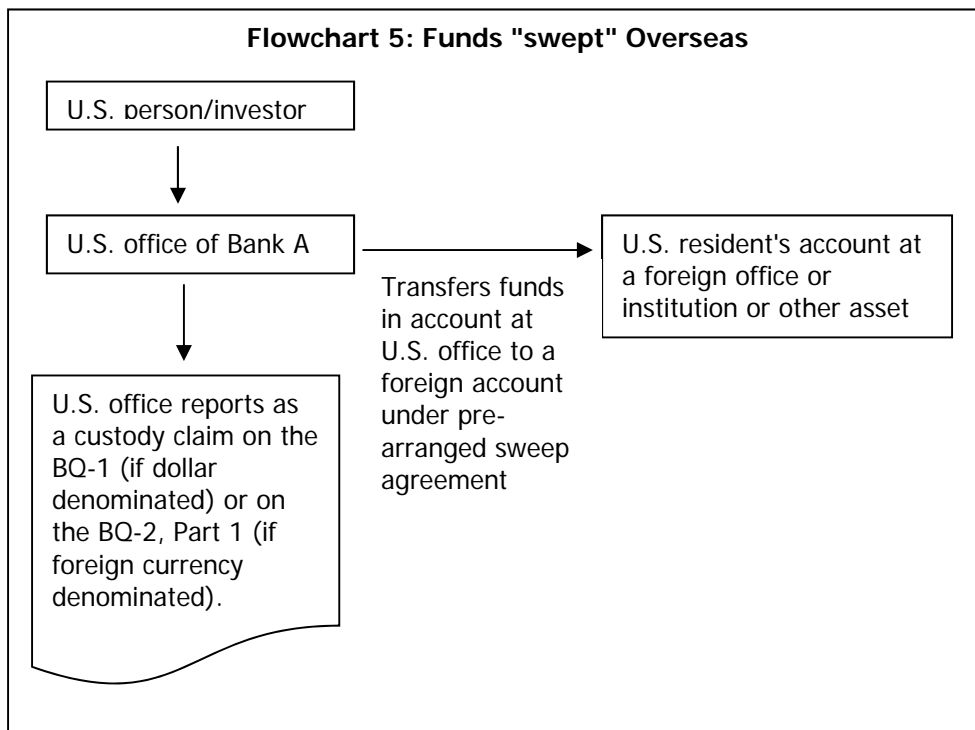 Flowchart 5: Funds "swept" Overseas
U.S. person/investor
U.S. office of Bank A
Transfers funds
in account at
U.S. office to a
foreign account
under pre-
arranged sweep
agreement
U.S. resident's account at
a foreign office or
institution or other asset
U.S. office reports as
a custody claim on the
BQ-1 (if dollar
denominated) or on
the BQ-2, Part 1 (if
foreign currency
denominated).